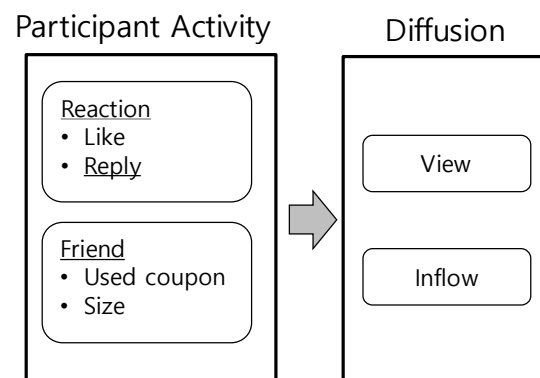 Participant Activity
Reaction
• Like
• Reply
Friend
• Used coupon
• Size
Diffusion
View
Inflow